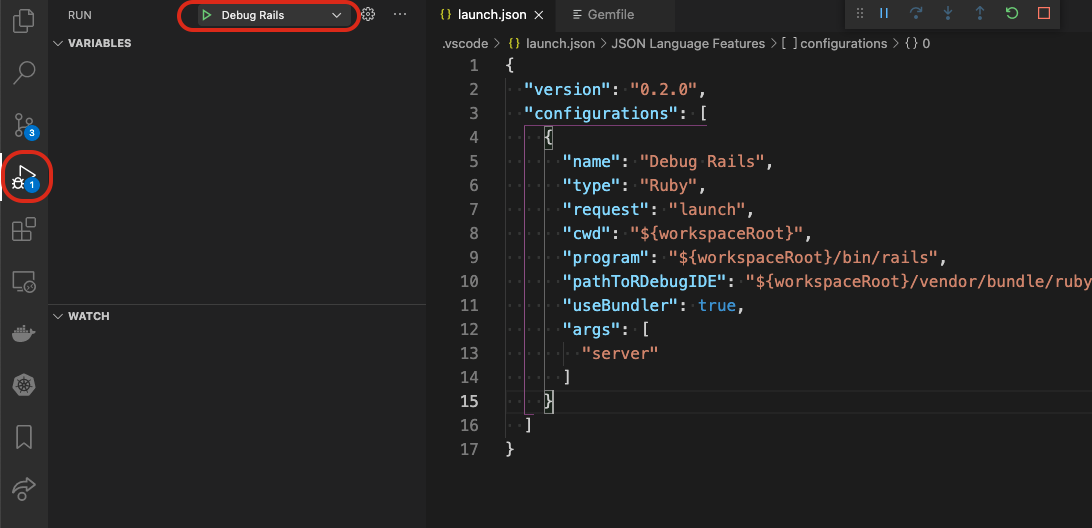 RUN
Debug Rails
VARIABLES
WATCH
3
1
launch.json
Gemfile
.vscode > {} launch.json > JSON Language Features > [ ] configurations > {} 0
1 {
2 "version": "0.2.0",
3 "configurations": [
4 {
5 "name": "Debug Rails",
6 "type": "Ruby",
7 "request": "launch",
8 "cwd": "${workspaceRoot}",
9 "program": "${workspaceRoot}/bin/rails",
10 "pathToRDebugIDE": "${workspaceRoot}/vendor/bundle/ruby
11 "useBundler": true,
12 "args": [
13 "server"
14 ]
15 }
16 ]
17 }